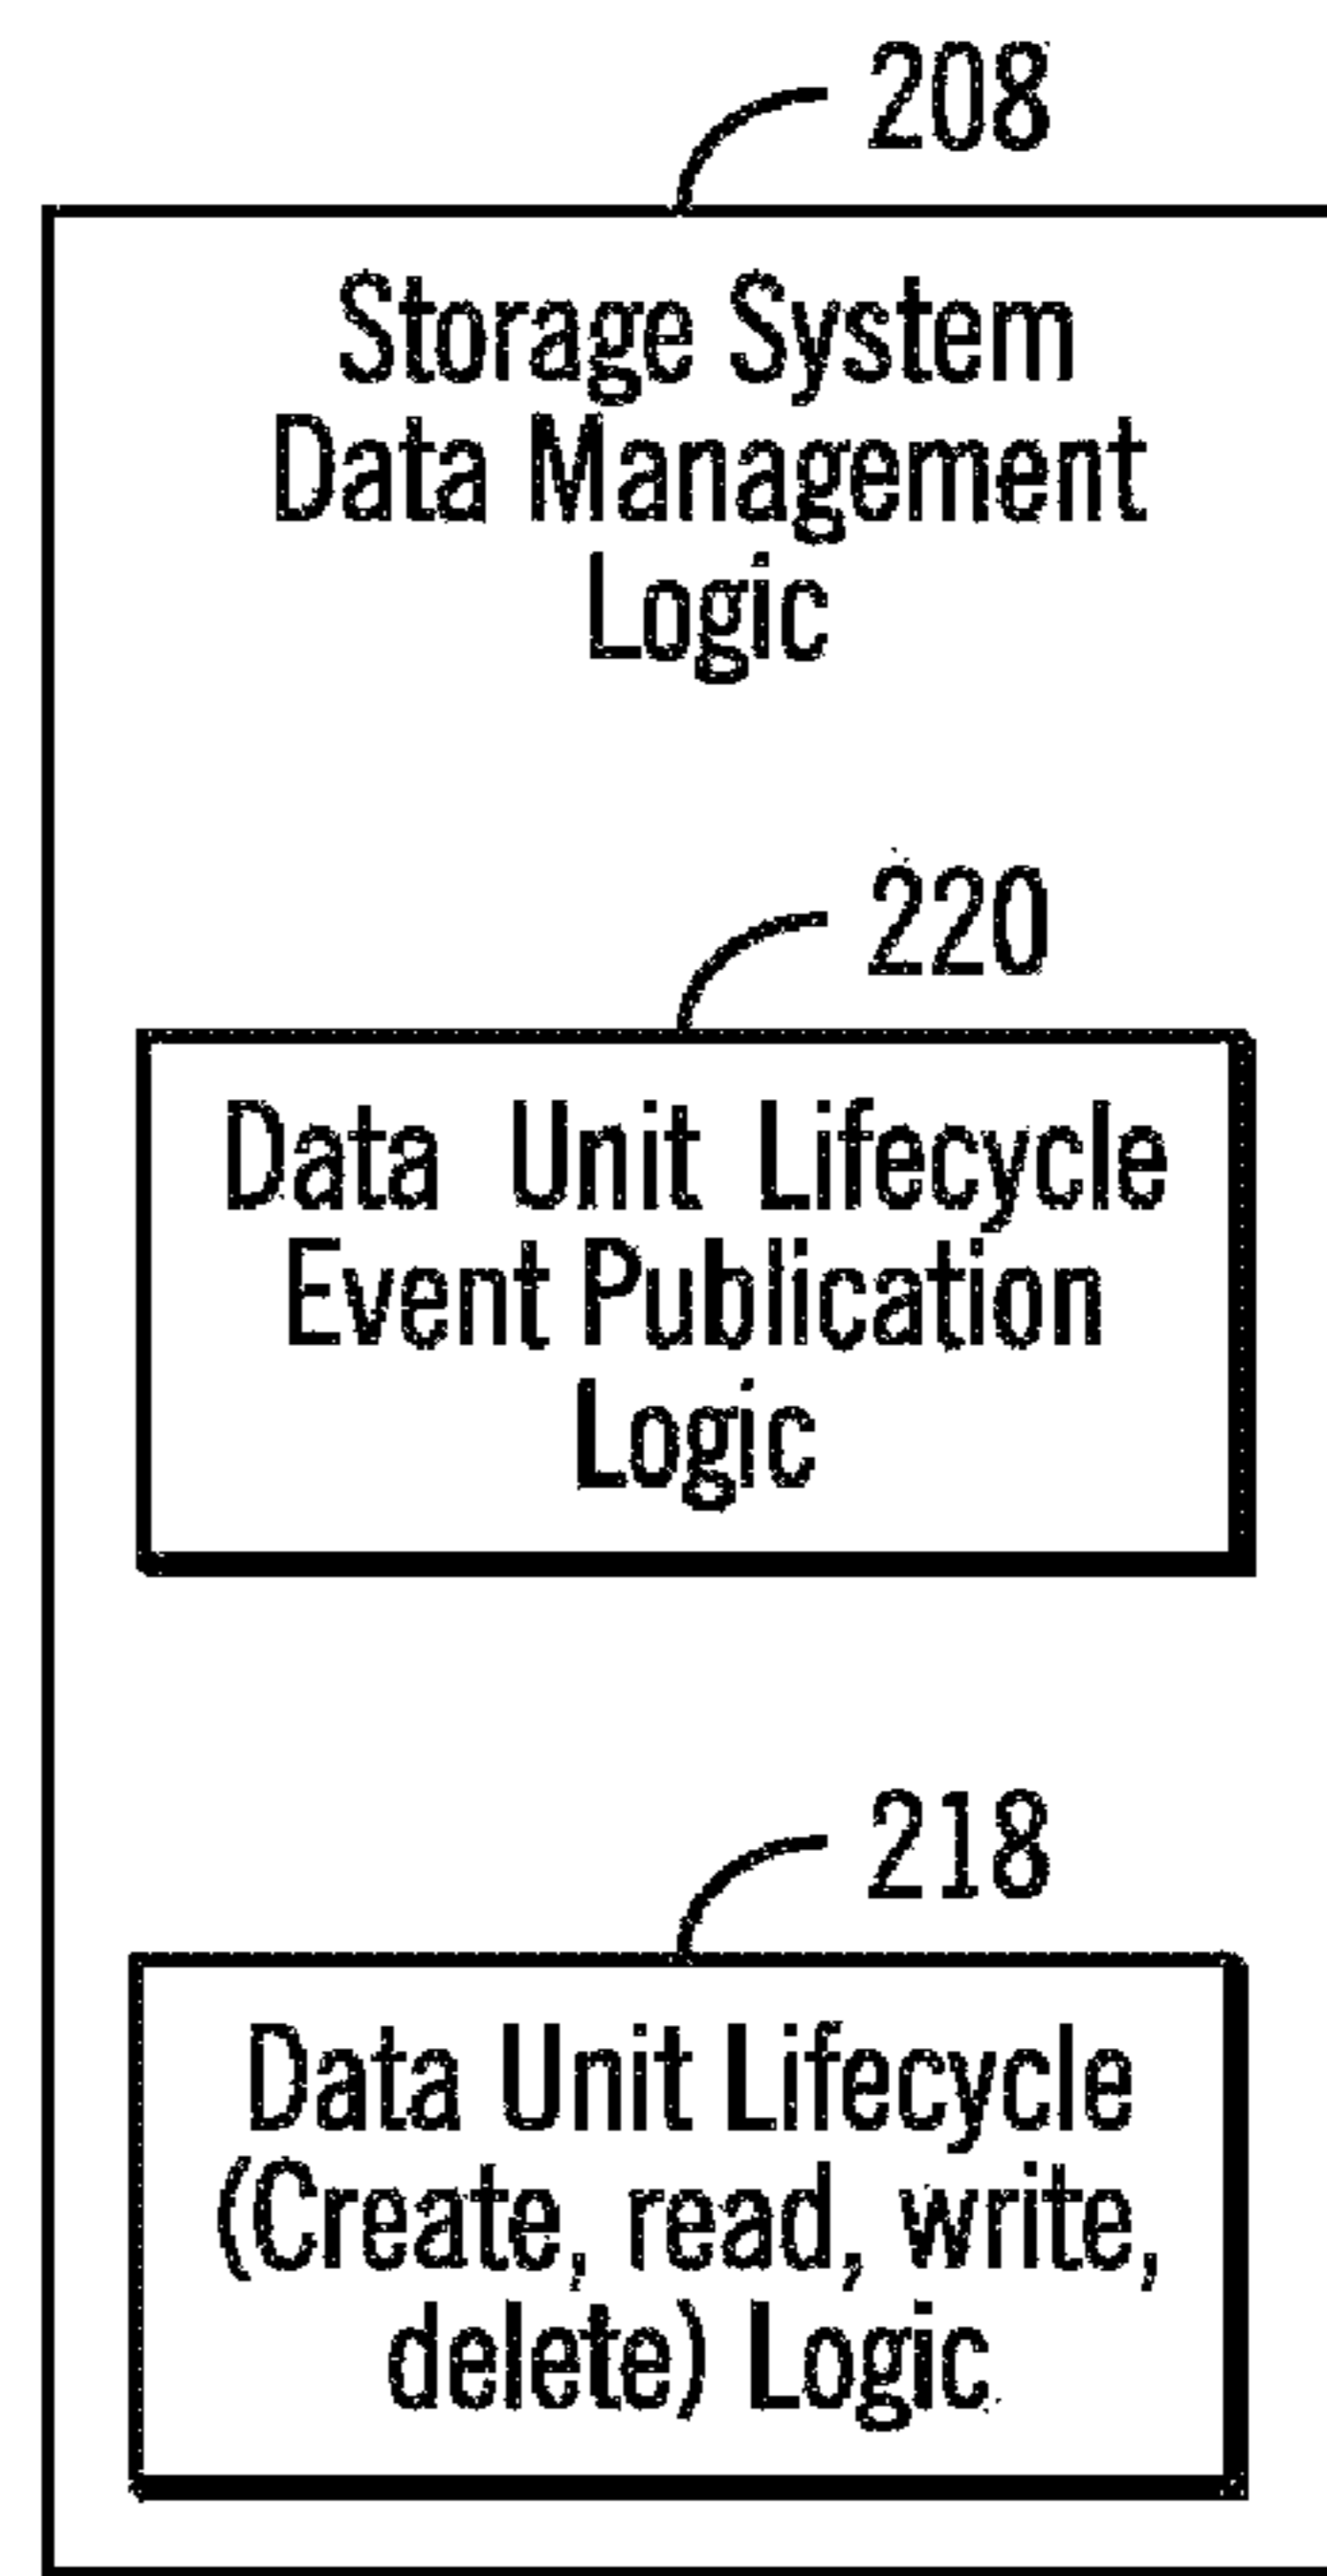 208
Storage System
Data Management
Logic
220
Data Unit Lifecycle
Event Publication
Logic
218
Data Unit Lifecycle
(Create, read, write,
delete) Logic